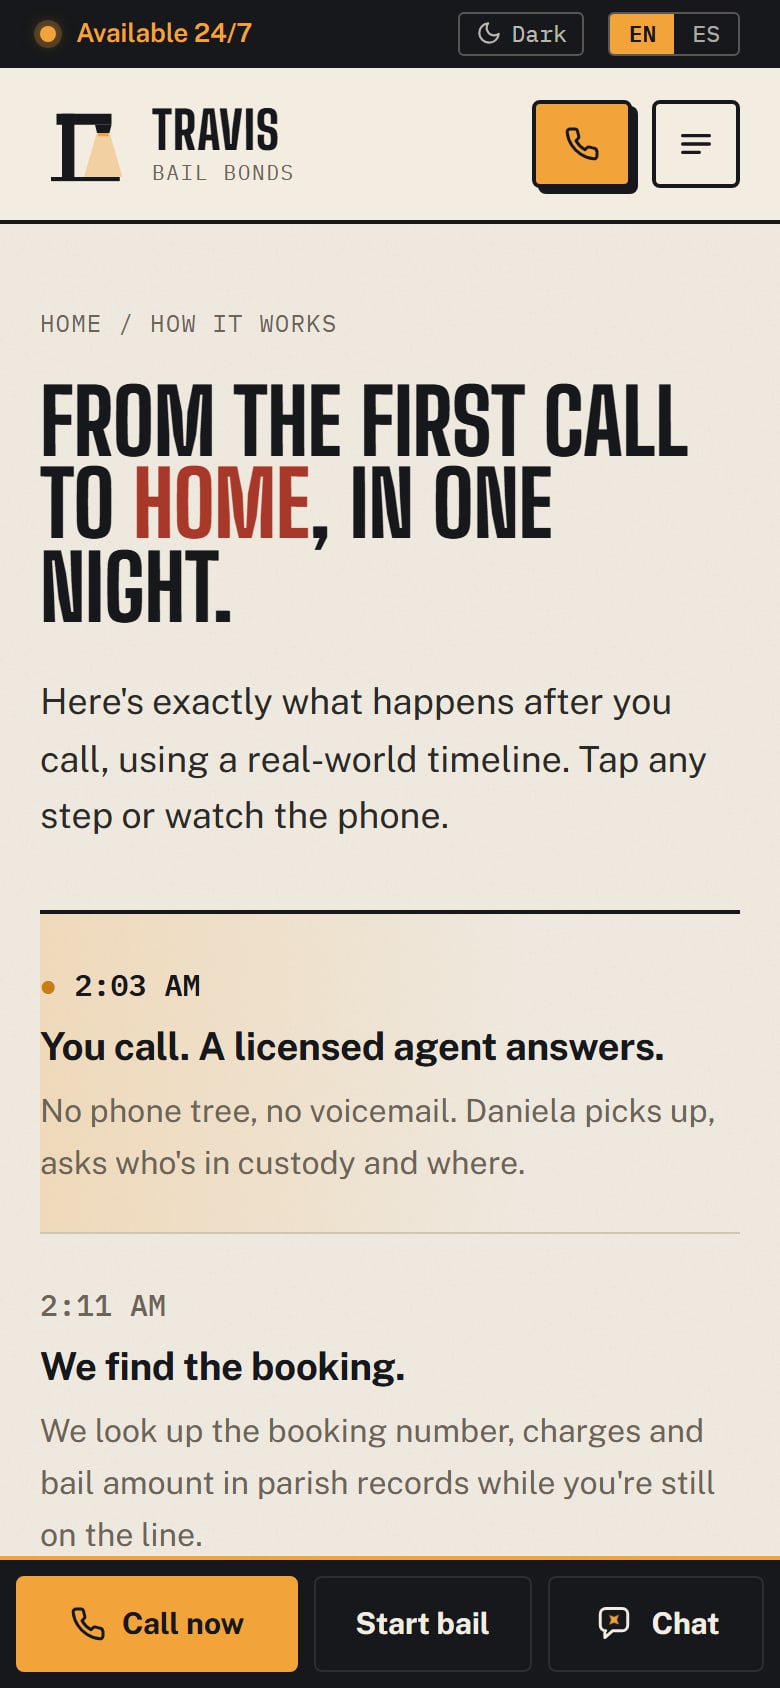 Available 24/7
Dark
EN
ES
TRAVIS
BAIL BONDS
HOME / HOW IT WORKS
FROM THE FIRST CALL
TO HOME, IN ONE
NIGHT.
Here's exactly what happens after you
call, using a real-world timeline. Tap any
step or watch the phone.
2:03 AM
You call. A licensed agent answers.
No phone tree, no voicemail. Daniela picks up,
asks who's in custody and where.
2:11 AM
We find the booking.
We look up the booking number, charges and
bail amount in parish records while you're still
on the line.
Call now
Start bail
Chat